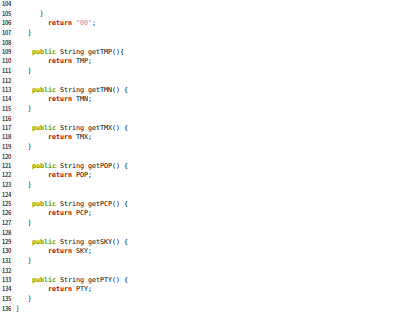 104
105 }
106 return "00";
107 }
108
109 public String getTMP(){
110 return TMP;
111 }
112
113 public String getTMN() {
114 return TMN;
115 }
116
117 public String getTMX() {
118 return TMX;
119 }
120
121 public String getPOP() {
122 return POP;
123 }
124
125 public String getPCP() {
126 return PCP;
127 }
128
129 public String getSKY() {
130 return SKY;
131 }
132
133 public String getPTY() {
134 return PTY;
135 }
136 }